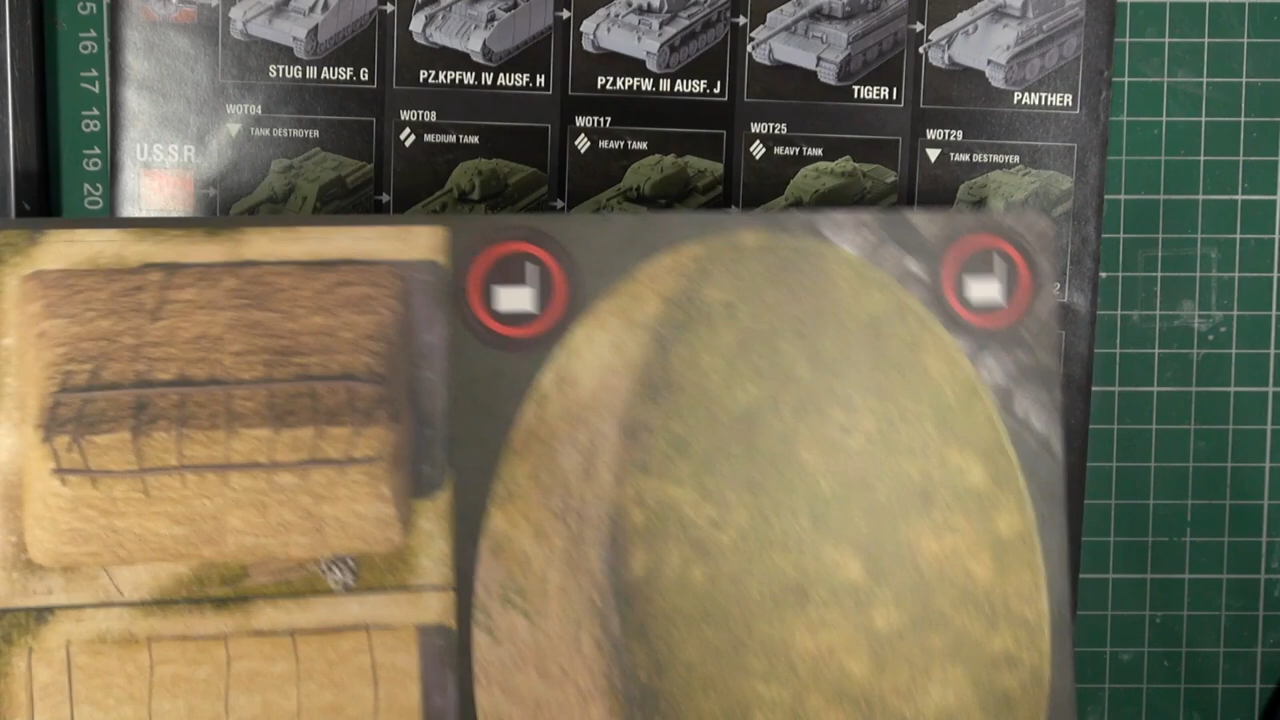 15
16
17
18
19
20
STUG III AUSF. G
PZ.KPFW. IV AUSF. H
PZ.KPFW. III AUSF. J
TIGER I
PANTHER
U.S.S.R.
WOT04
TANK DESTROYER
WOT08
MEDIUM TANK
WOT17
HEAVY TANK
WOT25
HEAVY TANK
WOT29
TANK DESTROYER
2